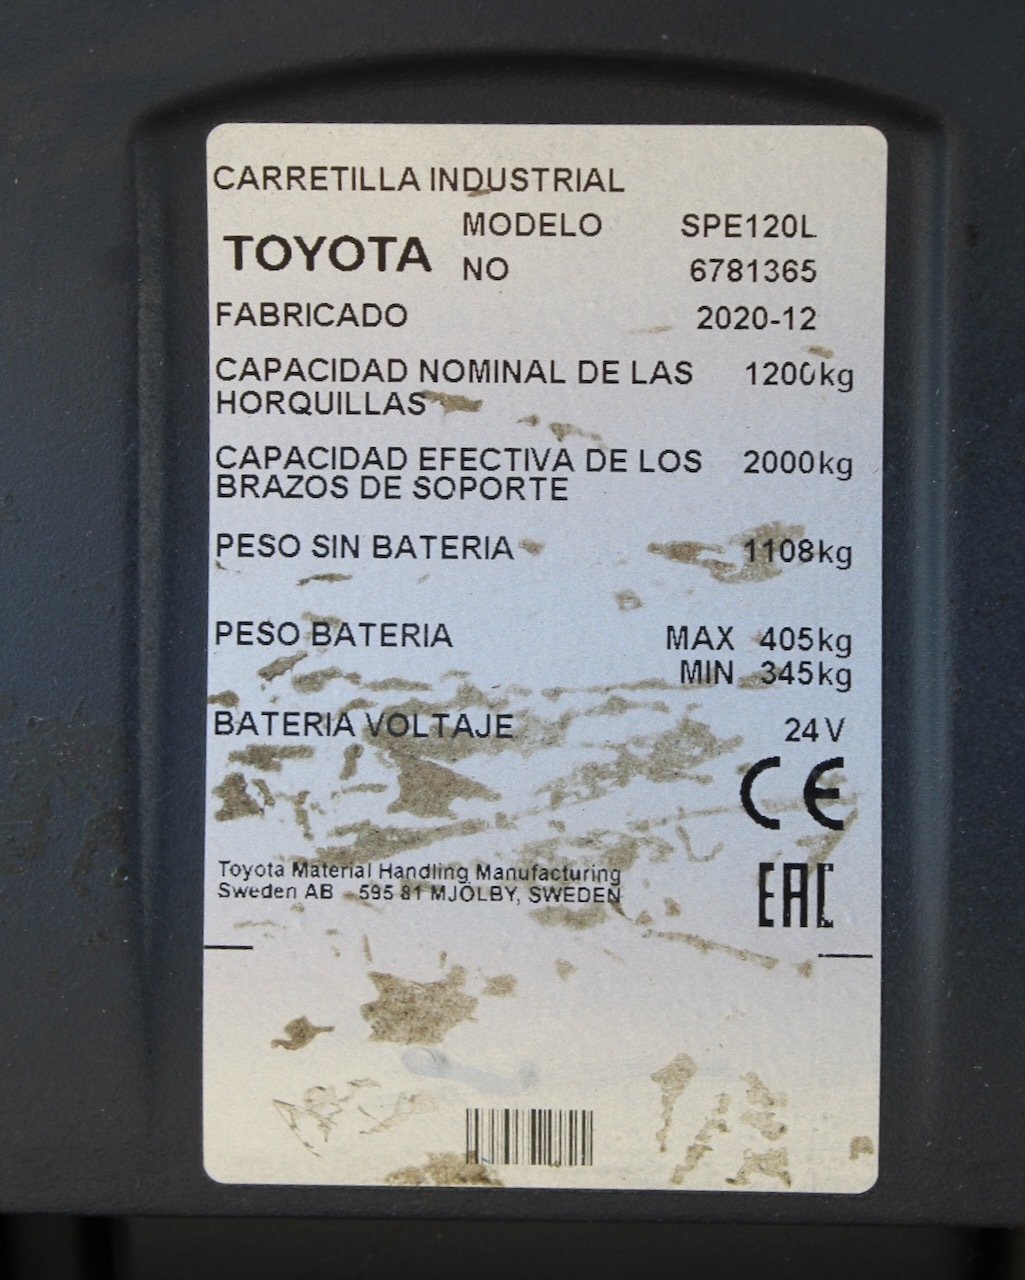 CARRETILLA INDUSTRIAL
TOYOTA
MODELO SPE120L
NO 6781365
FABRICADO 2020-12
CAPACIDAD NOMINAL DE LAS 1200kg
HORQUILLAS
CAPACIDAD EFECTIVA DE LOS 2000kg
BRAZOS DE SOPORTE
PESO SIN BATERIA 1108kg
PESO BATERIA MAX 405kg
MIN 345kg
BATERIA VOLTAJE 24V
CE
Toyota Material Handling Manufacturing
Sweden AB 595 81 MJÖLBY, SWEDEN
EAC